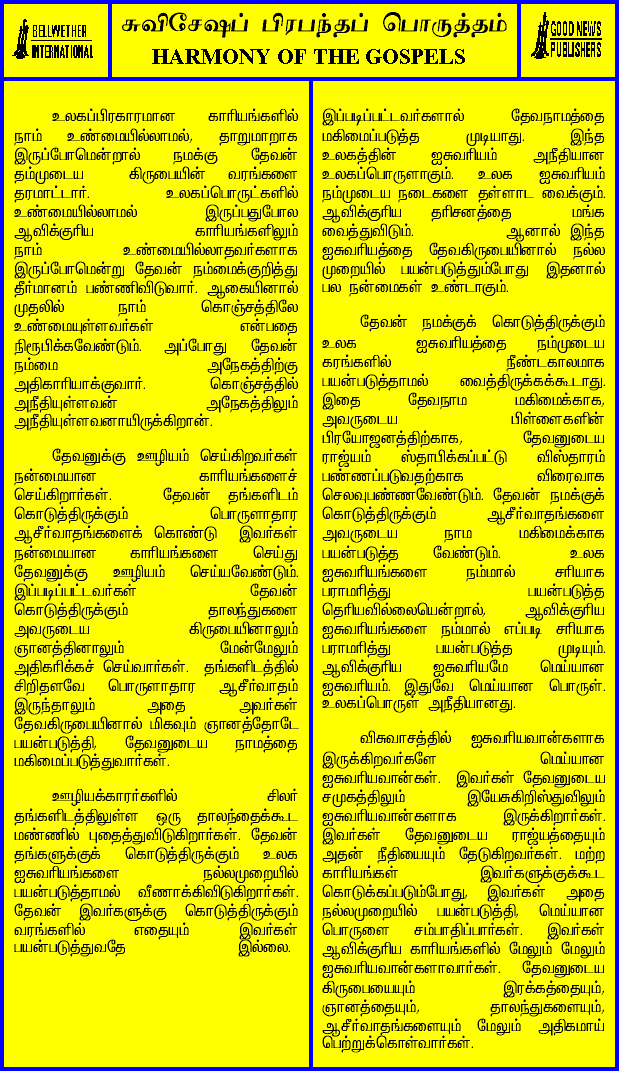 BELLWETHER
INTERNATIONAL
சுவிசேஷப் பிரபந்தப் பொருத்தம்
HARMONY OF THE GOSPELS
GOOD NEWS
PUBLISHERS
உலகப்பிரகாரமான காரியங்களில்
நாம் உண்மையில்லாமல், தாறுமாறாக
இருப்போமென்றால் நமக்கு தேவன்
தம்முடைய கிருபையின் வரங்களை
தரமாட்டார். உலகப்பொருட்களில்
உண்மையில்லாமல் இருப்பதுபோல
ஆவிக்குரிய காரியங்களிலும்
நாம் உண்மையில்லாதவர்களாக
இருப்போமென்று தேவன் நம்மைக்குறித்து
தீர்மானம் பண்ணிவிடுவார். ஆகையினால்
முதலில் நாம் கொஞ்சத்திலே
உண்மையுள்ளவர்கள் என்பதை
நிரூபிக்கவேண்டும். அப்போது தேவன்
நம்மை அநேகத்திற்கு
அதிகாரியாக்குவார். கொஞ்சத்தில்
அநீதியுள்ளவன் அநேகத்திலும்
அநீதியுள்ளவனாயிருக்கிறான்.
தேவனுக்கு ஊழியம் செய்கிறவர்கள்
நன்மையான காரியங்களைச்
செய்கிறார்கள். தேவன் தங்களிடம்
கொடுத்திருக்கும் பொருளாதார
ஆசீர்வாதங்களைக் கொண்டு இவர்கள்
நன்மையான காரியங்களை செய்து
தேவனுக்கு ஊழியம் செய்யவேண்டும்.
இப்படிப்பட்டவர்கள் தேவன்
கொடுத்திருக்கும் தாலந்துகளை
அவருடைய கிருபையினாலும்
ஞானத்தினாலும் மேன்மேலும்
அதிகரிக்கச் செய்வார்கள். தங்களிடத்தில்
சிறிதளவே பொருளாதார ஆசீர்வாதம்
இருந்தாலும் அதை அவர்கள்
தேவகிருபையினால் மிகவும் ஞானத்தோடே
பயன்படுத்தி, தேவனுடைய நாமத்தை
மகிமைப்படுத்துவார்கள்.
ஊழியக்காரர்களில் சிலர்
தங்களிடத்திலுள்ள ஒரு தாலந்தைக்கூட
மண்ணில் புதைத்துவிடுகிறார்கள். தேவன்
தங்களுக்குக் கொடுத்திருக்கும் உலக
ஐசுவரியங்களை நல்லமுறையில்
பயன்படுத்தாமல் வீணாக்கிவிடுகிறார்கள்.
தேவன் இவர்களுக்கு கொடுத்திருக்கும்
வரங்களில் எதையும் இவர்கள்
பயன்படுத்துவதே இல்லை.
இப்படிப்பட்டவர்களால் தேவநாமத்தை
மகிமைப்படுத்த முடியாது. இந்த
உலகத்தின் ஐசுவரியம் அநீதியான
உலகப்பொருளாகும். உலக ஐசுவரியம்
நம்முடைய நடைகளை தள்ளாட வைக்கும்.
ஆவிக்குரிய தரிசனத்தை மங்க
வைத்துவிடும். ஆனால் இந்த
ஐசுவரியத்தை தேவகிருபையினால் நல்ல
முறையில் பயன்படுத்தும்போது இதனால்
பல நன்மைகள் உண்டாகும்.
தேவன் நமக்குக் கொடுத்திருக்கும்
உலக ஐசுவரியத்தை நம்முடைய
கரங்களில் நீண்டகாலமாக
பயன்படுத்தாமல் வைத்திருக்கக்கூடாது.
இதை தேவநாம மகிமைக்காக,
அவருடைய பிள்ளைகளின்
பிரயோஜனத்திற்காக, தேவனுடைய
ராஜ்யம் ஸ்தாபிக்கப்பட்டு விஸ்தாரம்
பண்ணப்படுவதற்காக விரைவாக
செலவுபண்ணவேண்டும். தேவன் நமக்குக்
கொடுத்திருக்கும் ஆசீர்வாதங்களை
அவருடைய நாம மகிமைக்காக
பயன்படுத்த வேண்டும். உலக
ஐசுவரியங்களை நம்மால் சரியாக
பராமரித்து பயன்படுத்த
தெரியவில்லையென்றால், ஆவிக்குரிய
ஐசுவரியங்களை நம்மால் எப்படி சரியாக
பராமரித்து பயன்படுத்த முடியும்.
ஆவிக்குரிய ஐசுவரியமே மெய்யான
ஐசுவரியம். இதுவே மெய்யான பொருள்.
உலகப்பொருள் அநீதியானது.
விசுவாசத்தில் ஐசுவரியவான்களாக
இருக்கிறவர்களே மெய்யான
ஐசுவரியவான்கள். இவர்கள் தேவனுடைய
சமுகத்திலும் இயேசுகிறிஸ்துவிலும்
ஐசுவரியவான்களாக இருக்கிறார்கள்.
இவர்கள் தேவனுடைய ராஜ்யத்தையும்
அதன் நீதியையும் தேடுகிறவர்கள். மற்ற
காரியங்கள் இவர்களுக்குக்கூட
கொடுக்கப்படும்போது, இவர்கள் அதை
நல்லமுறையில் பயன்படுத்தி, மெய்யான
பொருளை சம்பாதிப்பார்கள். இவர்கள்
ஆவிக்குரிய காரியங்களில் மேலும் மேலும்
ஐசுவரியவான்களாவார்கள். தேவனுடைய
கிருபையையும் இரக்கத்தையும்,
ஞானத்தையும், தாலந்துகளையும்,
ஆசீர்வாதங்களையும் மேலும் அதிகமாய்
பெற்றுக்கொள்வார்கள்.